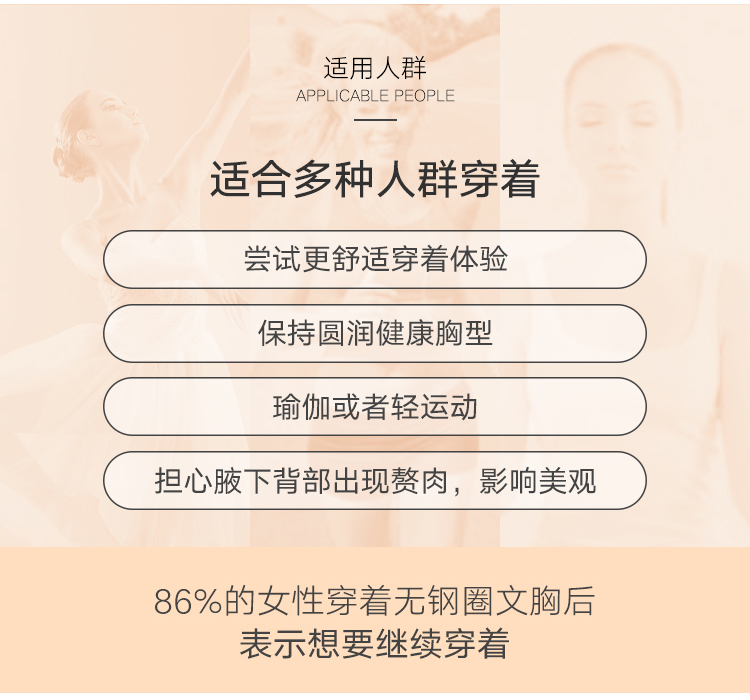 适用人群
APPLICABLE PEOPLE
适合多种人群穿着
尝试更舒适穿着体验
保持圆润健康胸型
瑜伽或者轻运动
担心腋下背部出现赘肉，影响美观
86%的女性穿着无钢圈文胸后
表示想要继续穿着